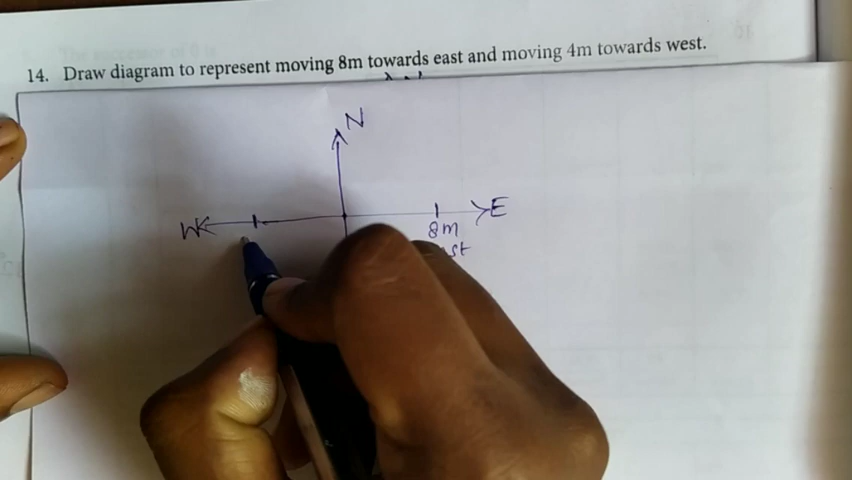 14. Draw diagram to represent moving 8m towards east and moving 4m towards west.
N
W
E
8m